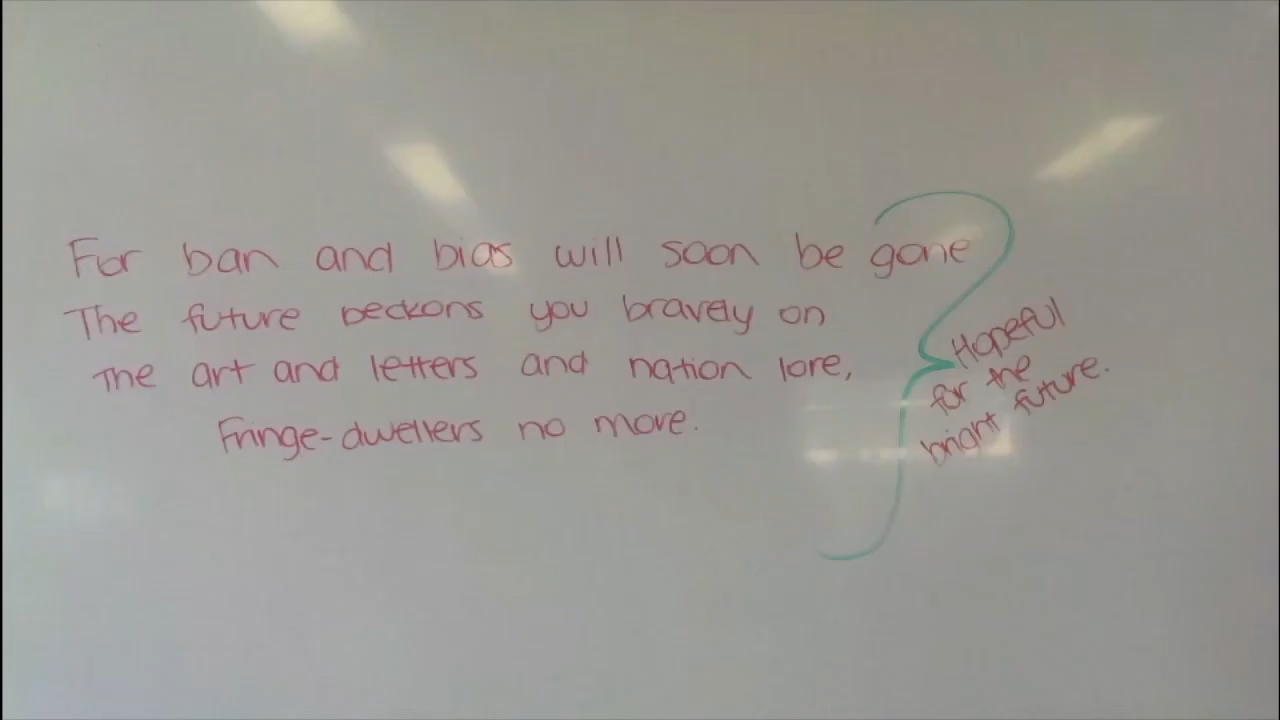 For ban and bias will soon be gone
The future beckons you bravely on
The art and letters and nation lore,
Fringe-dwellers no more.
Hopeful
for the
bright future.